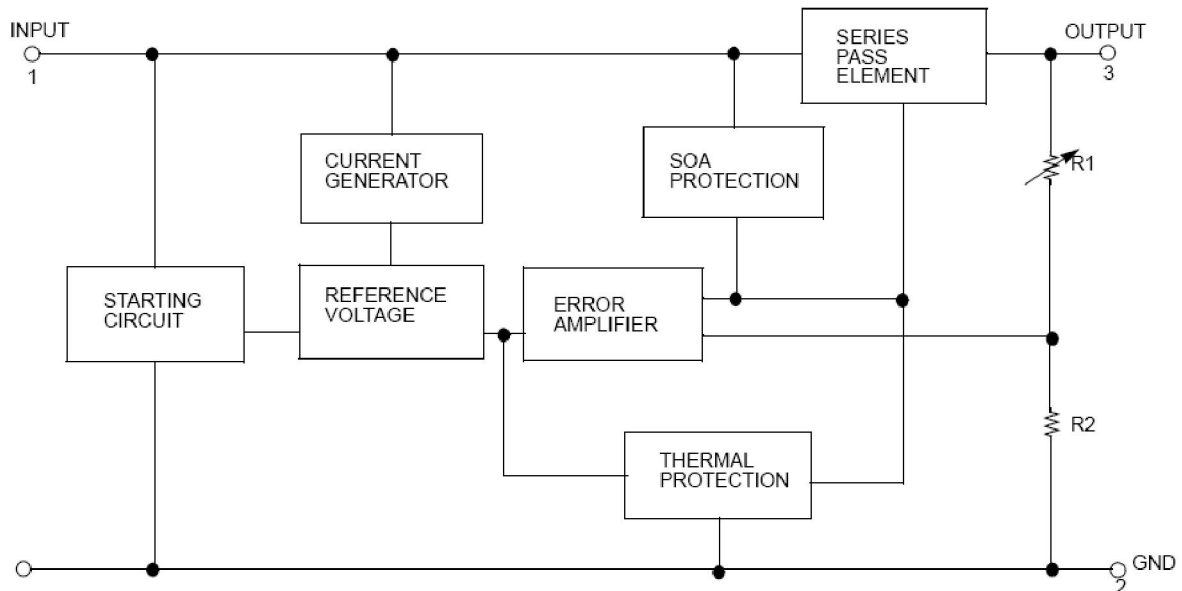 INPUT
1
SERIES
PASS
ELEMENT
OUTPUT
3
CURRENT
GENERATOR
SOA
PROTECTION
R1
STARTING
CIRCUIT
REFERENCE
VOLTAGE
ERROR
AMPLIFIER
R2
THERMAL
PROTECTION
GND
2